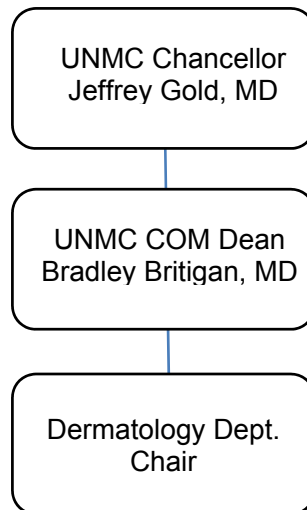 UNMC Chancellor
Jeffrey Gold, MD
UNMC COM Dean
Bradley Britigan, MD
Dermatology Dept.
Chair